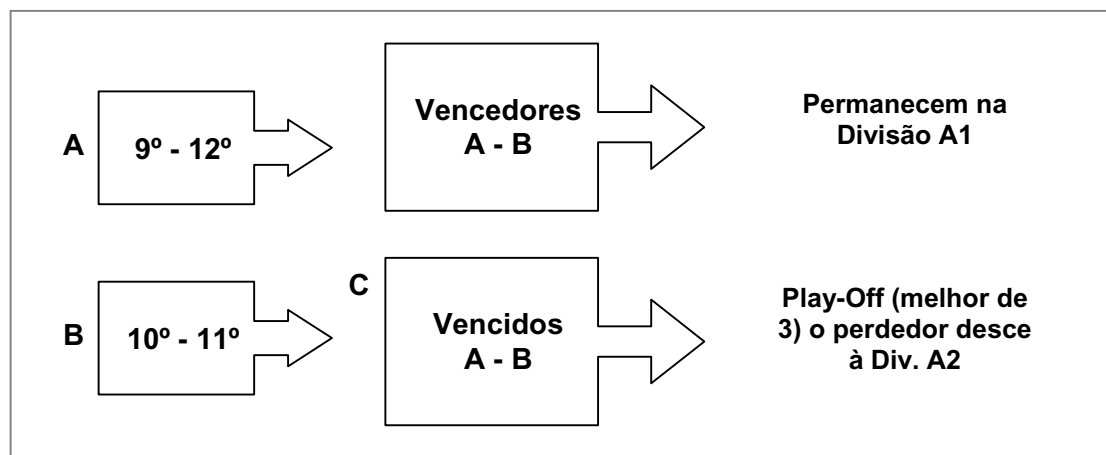 A
9º - 12º
Vencedores
A - B
Permanecem na
Divisão A1
B
10º - 11º
C
Vencidos
A - B
Play-Off (melhor de
3) o perdedor desce
à Div. A2